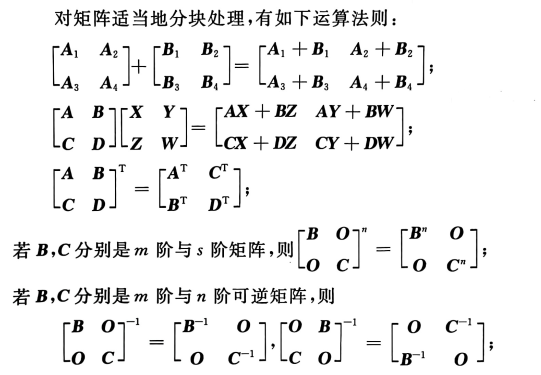 对矩阵适当地分块处理,有如下运算法则:
[A₁ A₂; A₃ A₄] + [B₁ B₂; B₃ B₄] = [A₁+B₁ A₂+B₂; A₃+B₃ A₄+B₄];
[A B; C D][X Y; Z W] = [AX+BZ AY+BW; CX+DZ CY+DW];
[A B; C D]ᵀ = [Aᵀ Cᵀ; Bᵀ Dᵀ];
若 B,C 分别是 m 阶与 s 阶矩阵,则[B O; O C]ⁿ = [Bⁿ O; O Cⁿ];
若 B,C 分别是 m 阶与 n 阶可逆矩阵,则
[B O; O C]⁻¹ = [B⁻¹ O; O C⁻¹],[O B; C O]⁻¹ = [O C⁻¹; B⁻¹ O];